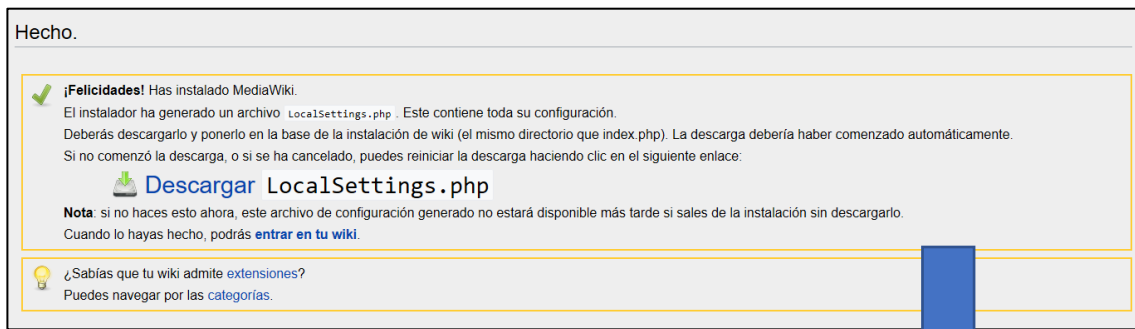 Hecho.
¡Felicidades! Has instalado MediaWiki.
El instalador ha generado un archivo LocalSettings.php . Este contiene toda su configuración.
Deberás descargarlo y ponerlo en la base de la instalación de wiki (el mismo directorio que index.php). La descarga debería haber comenzado automáticamente.
Si no comenzó la descarga, o si se ha cancelado, puedes reiniciar la descarga haciendo clic en el siguiente enlace:
Descargar LocalSettings.php
Nota: si no haces esto ahora, este archivo de configuración generado no estará disponible más tarde si sales de la instalación sin descargarlo.
Cuando lo hayas hecho, podrás entrar en tu wiki.
¿Sabías que tu wiki admite extensiones?
Puedes navegar por las categorías.